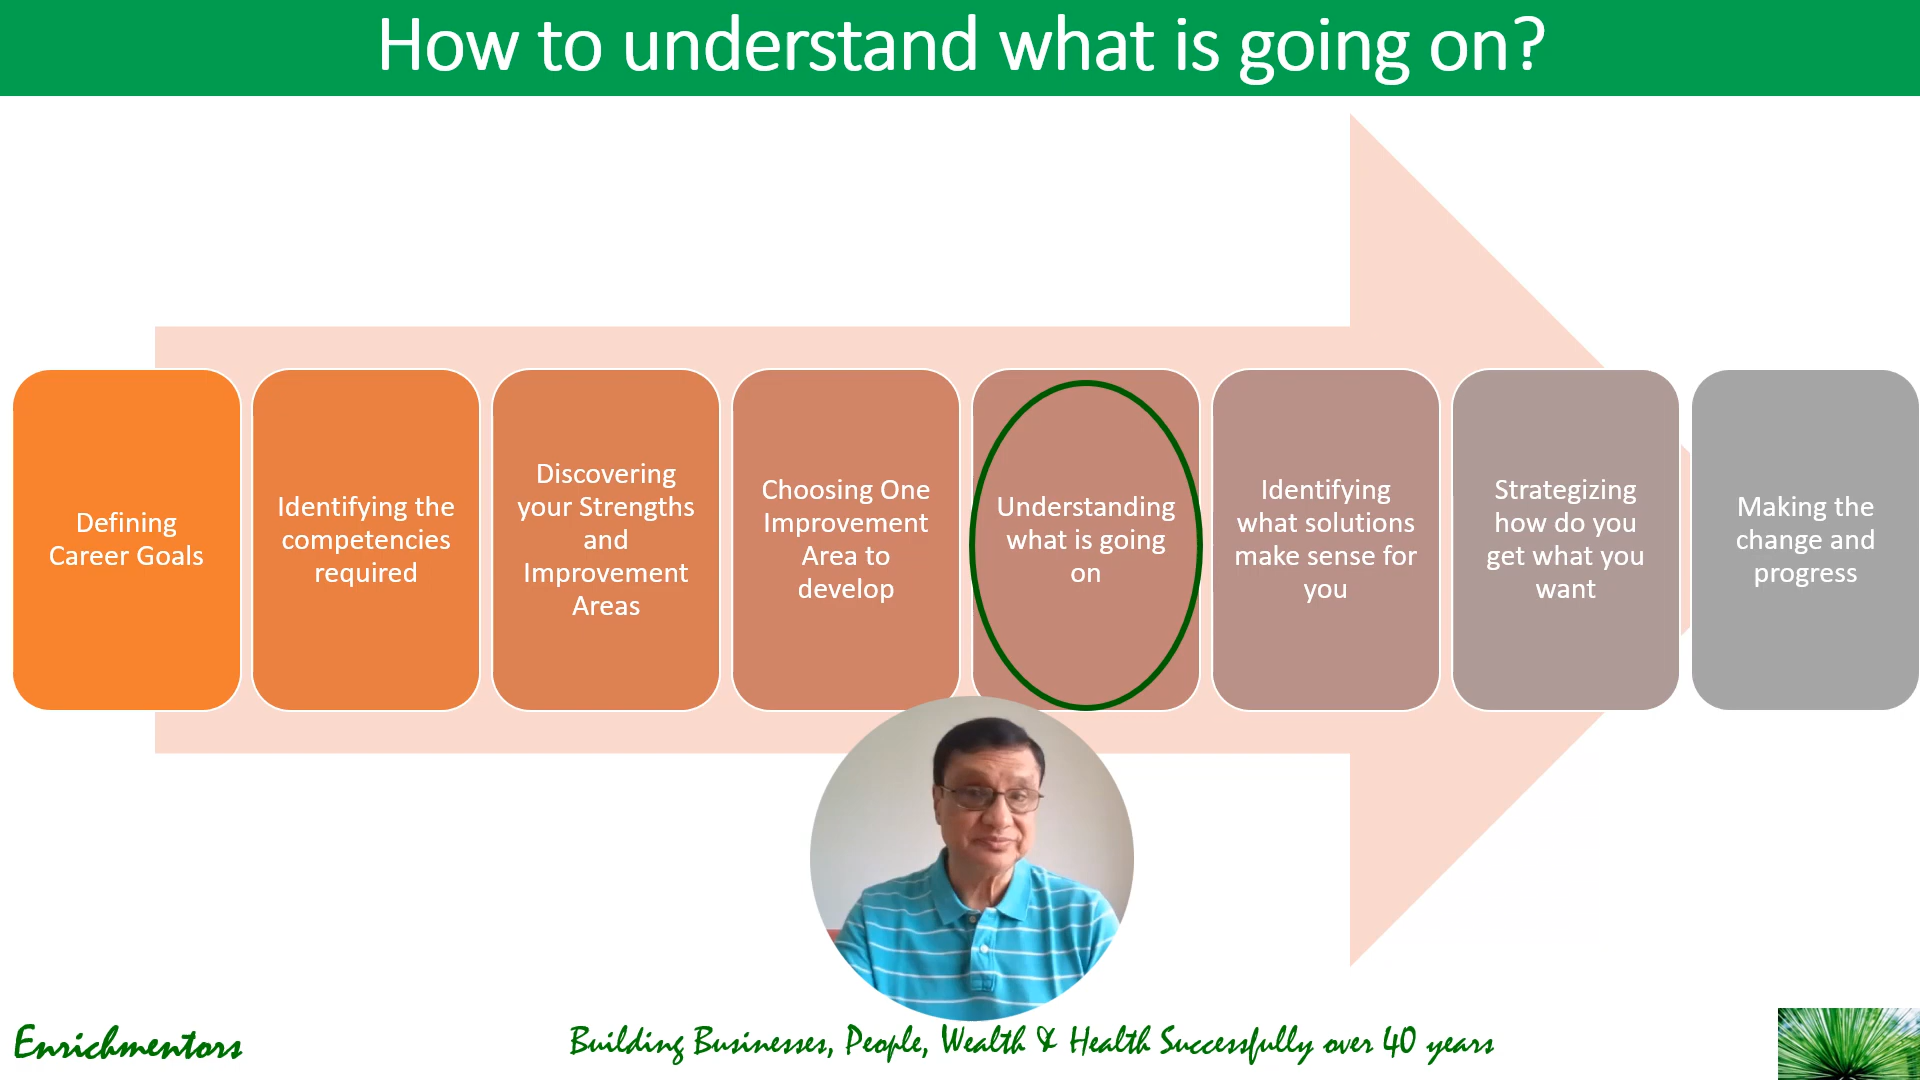 How to understand what is going on?
Defining
Career Goals
Identifying the
competencies
required
Discovering
your Strengths
and
Improvement
Areas
Choosing One
Improvement
Area to
develop
Understanding
what is going
on
Identifying
what solutions
make sense for
you
Strategizing
how do you
get what you
want
Making the
change and
progress
Enrichmentors
Building Businesses, People, Wealth & Health Successfully over 40 years